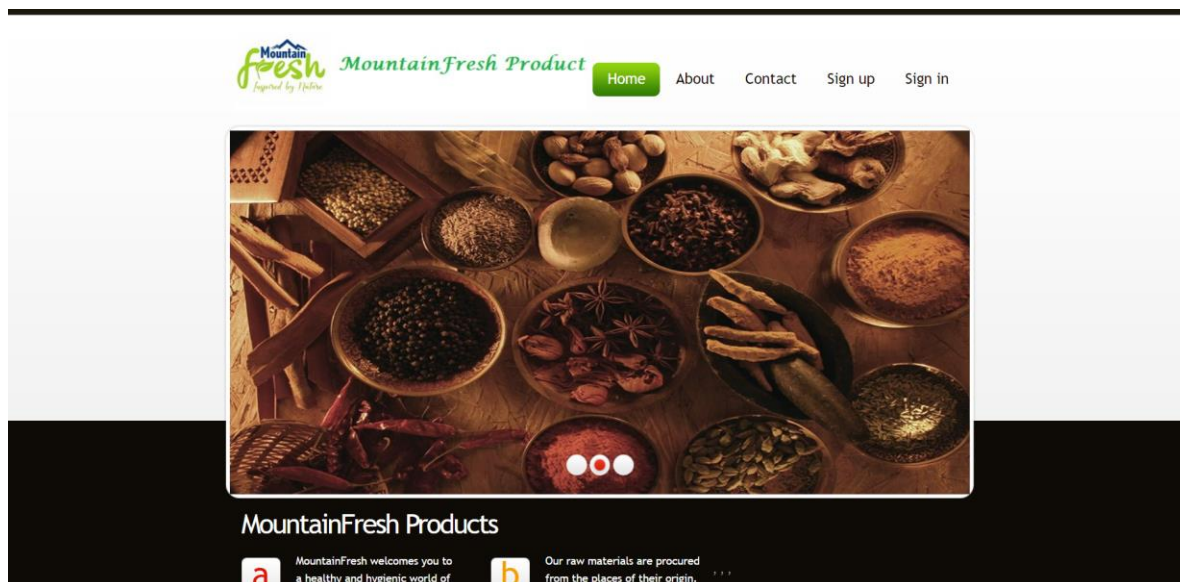 Mountain
fresh
Inspired by Nature
MountainFresh Product
Home
About
Contact
Sign up
Sign in
MountainFresh Products
a
MountainFresh welcomes you to
a healthy and hygienic world of
b
Our raw materials are procured
from the places of their origin.
, , ,